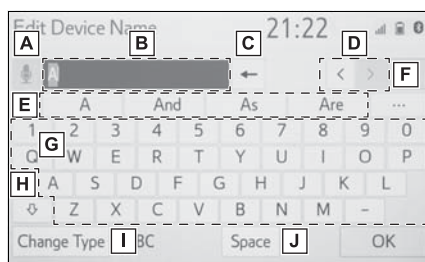 Edit Device Name 21:22
A B C D
A F
E A And As Are ...
1 2 3 4 5 6 7 8 9 0
G
Q W E R T Y U I O P
H A S D F G H J K L
Z X C V B N M -
Change Type I BC Space J OK